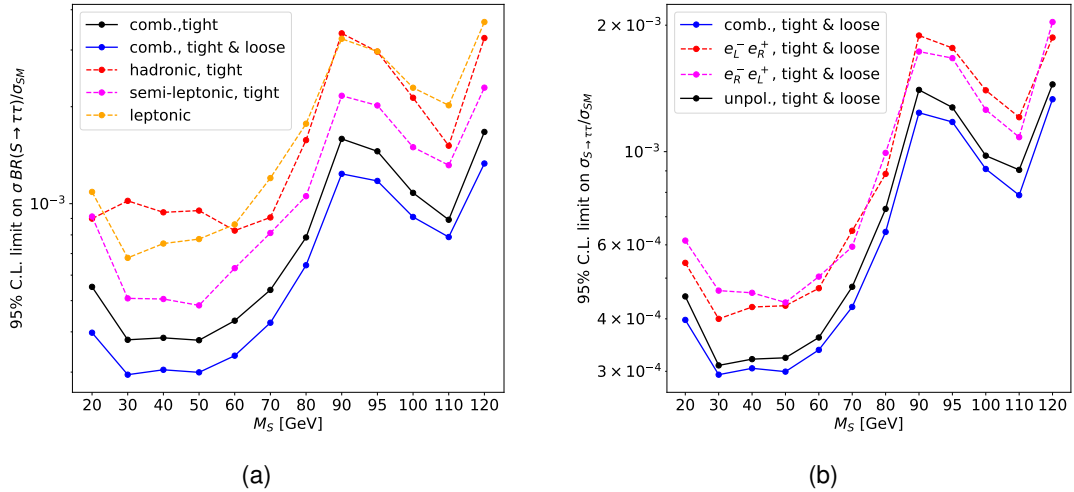 95% C.L. limit on σ BR(S → ττ)/σ_SM
comb.,tight
comb., tight & loose
hadronic, tight
semi-leptonic, tight
leptonic
10⁻³
20 30 40 50 60 70 80 90 95 100 110 120
M_S [GeV]
(a)
95% C.L. limit on σ_S→ττ/σ_SM
comb., tight & loose
e_L^- e_R^+, tight & loose
e_R^- e_L^+, tight & loose
unpol., tight & loose
2 × 10⁻³
10⁻³
6 × 10⁻⁴
4 × 10⁻⁴
3 × 10⁻⁴
20 30 40 50 60 70 80 90 95 100 110 120
M_S [GeV]
(b)